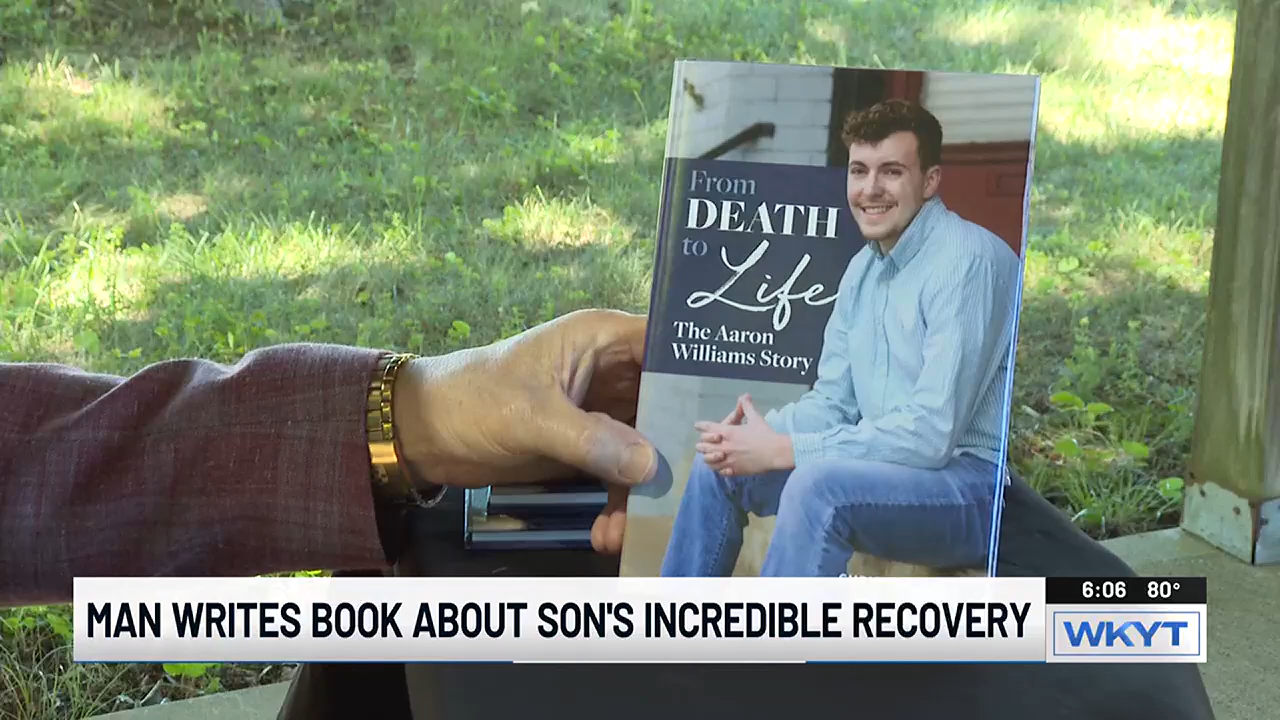 From
DEATH
to
Life
The Aaron
Williams Story
MAN WRITES BOOK ABOUT SON'S INCREDIBLE RECOVERY
6:06 80°
WKYT